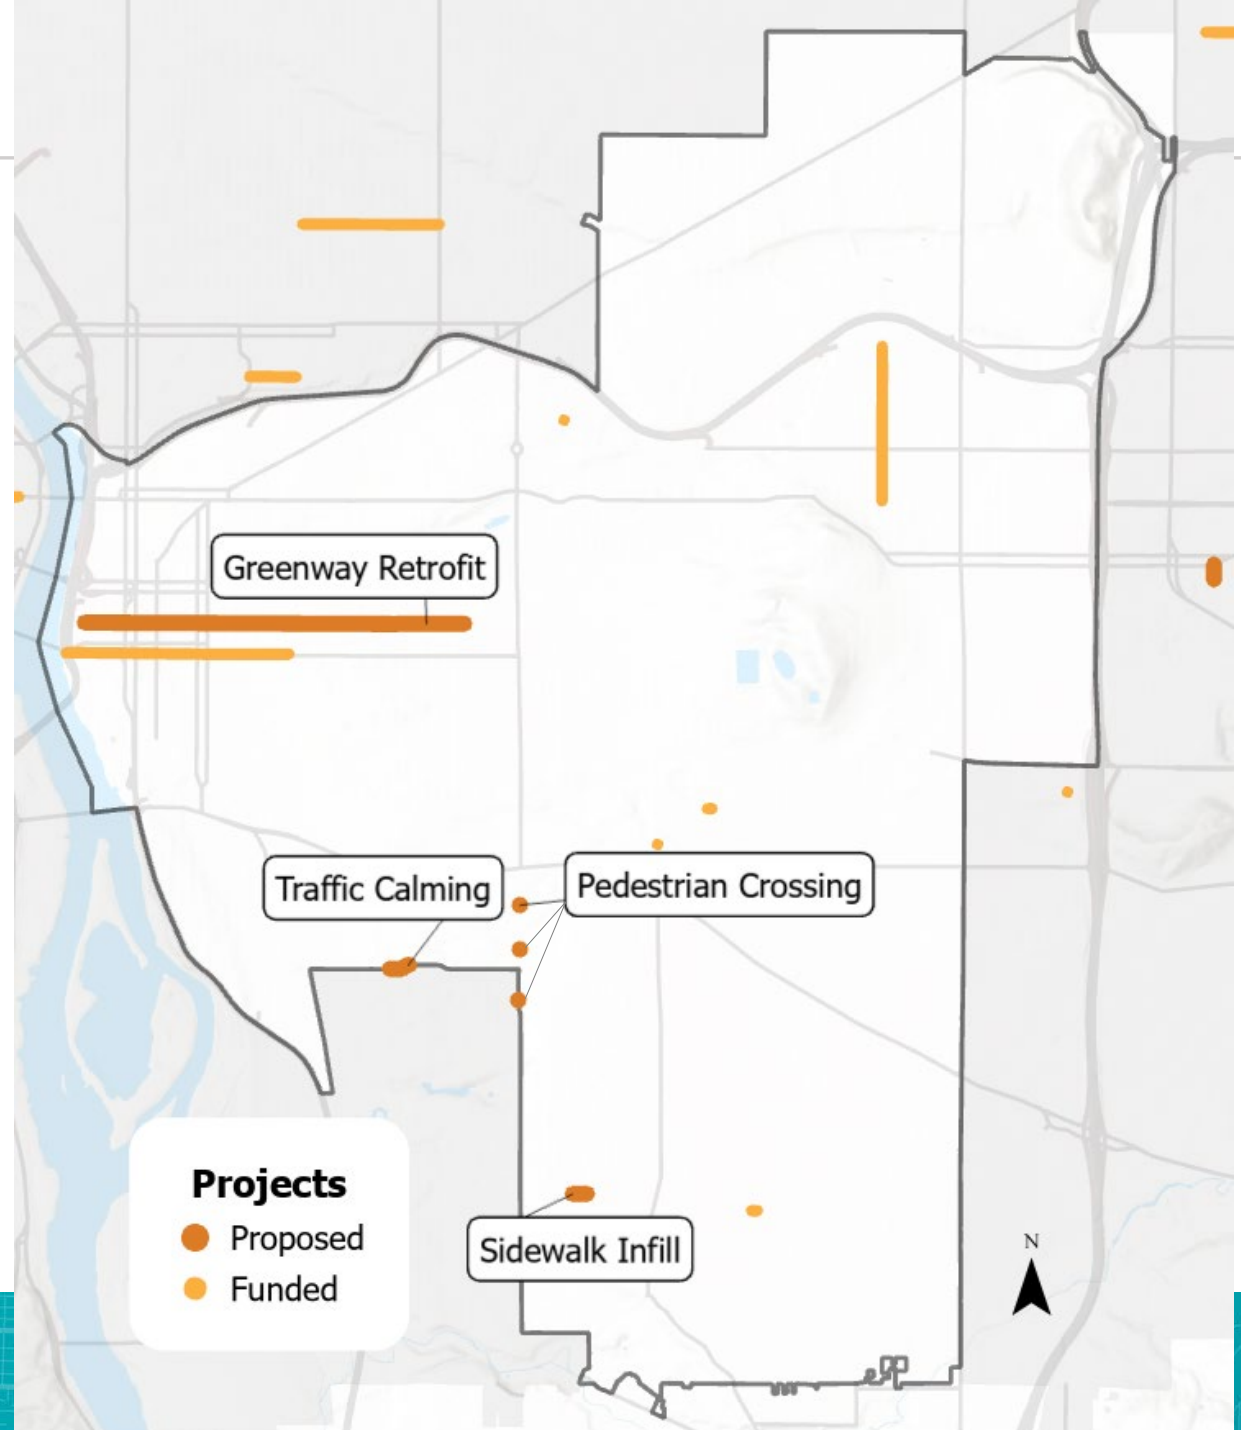 Greenway Retrofit
Traffic Calming
Pedestrian Crossing
Sidewalk Infill
Projects
Proposed
Funded
N